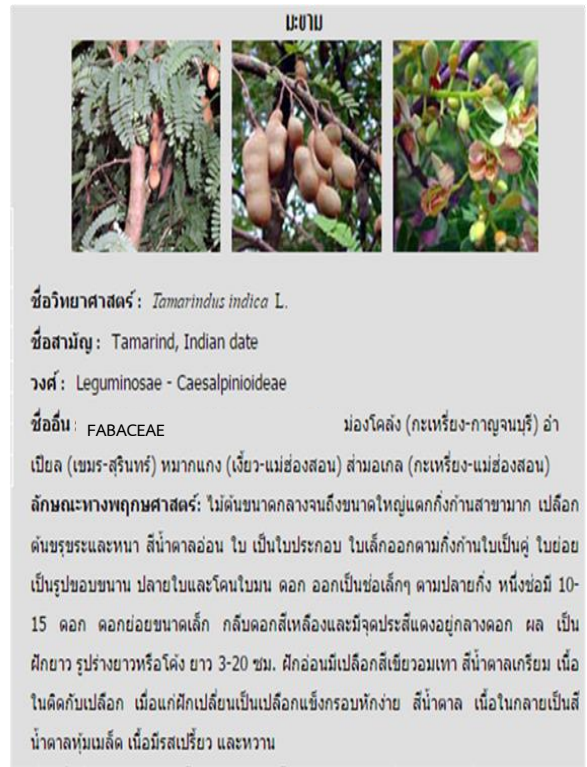 มะขาม
ชื่อวิทยาศาสตร์ : Tamarindus indica L.
ชื่อสามัญ : Tamarind, Indian date
วงศ์ : Leguminosae - Caesalpinioideae
ชื่ออื่น : FABACEAE ม่องโคล้ง (กะเหรี่ยง-กาญจนบุรี) อำ
เปียล (เขมร-สุรินทร์) หมากแกง (เงี้ยว-แม่ฮ่องสอน) ส่ามอเกล (กะเหรี่ยง-แม่ฮ่องสอน)
ลักษณะทางพฤกษศาสตร์: ไม้ต้นขนาดกลางจนถึงขนาดใหญ่แตกกิ่งก้านสาขามาก เปลือก
ต้นขรุขระและหนา สีน้ำตาลอ่อน ใบ เป็นใบประกอบ ใบเล็กออกตามกิ่งก้านใบเป็นคู่ ใบย่อย
เป็นรูปขอบขนาน ปลายใบและโคนใบมน ดอก ออกเป็นช่อเล็กๆ ตามปลายกิ่ง หนึ่งช่อมี 10-
15 ดอก ดอกย่อยขนาดเล็ก กลีบดอกสีเหลืองและมีจุดประสีแดงอยู่กลางดอก ผล เป็น
ฝักยาว รูปร่างยาวหรือโค้ง ยาว 3-20 ซม. ฝักอ่อนมีเปลือกสีเขียวอมเทา สีน้ำตาลเกรียม เนื้อ
ในติดกับเปลือก เมื่อแก่ฝักเปลี่ยนเป็นเปลือกแข็งกรอบหักง่าย สีน้ำตาล เนื้อในกลายเป็นสี
น้ำตาลหุ้มเมล็ด เนื้อมีรสเปรี้ยว และหวาน